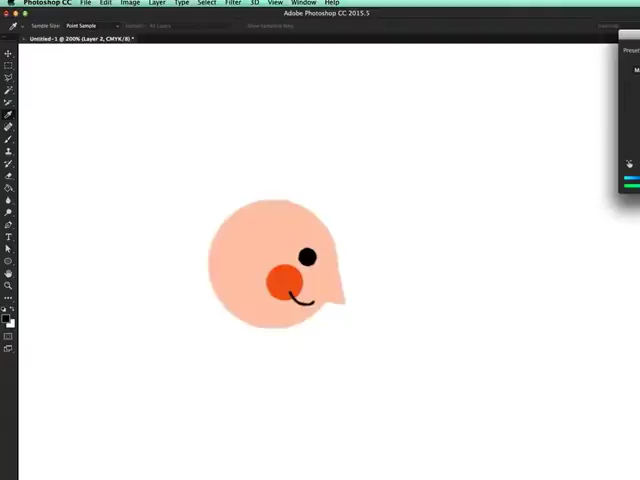 Photoshop CC File Edit Image Layer Type Select Filter 3D View Window Help
Adobe Photoshop CC 2015.5
Sample Size: Point Sample
Untitled-1 @ 200% (Layer 2, CMYK/8) *
Preset